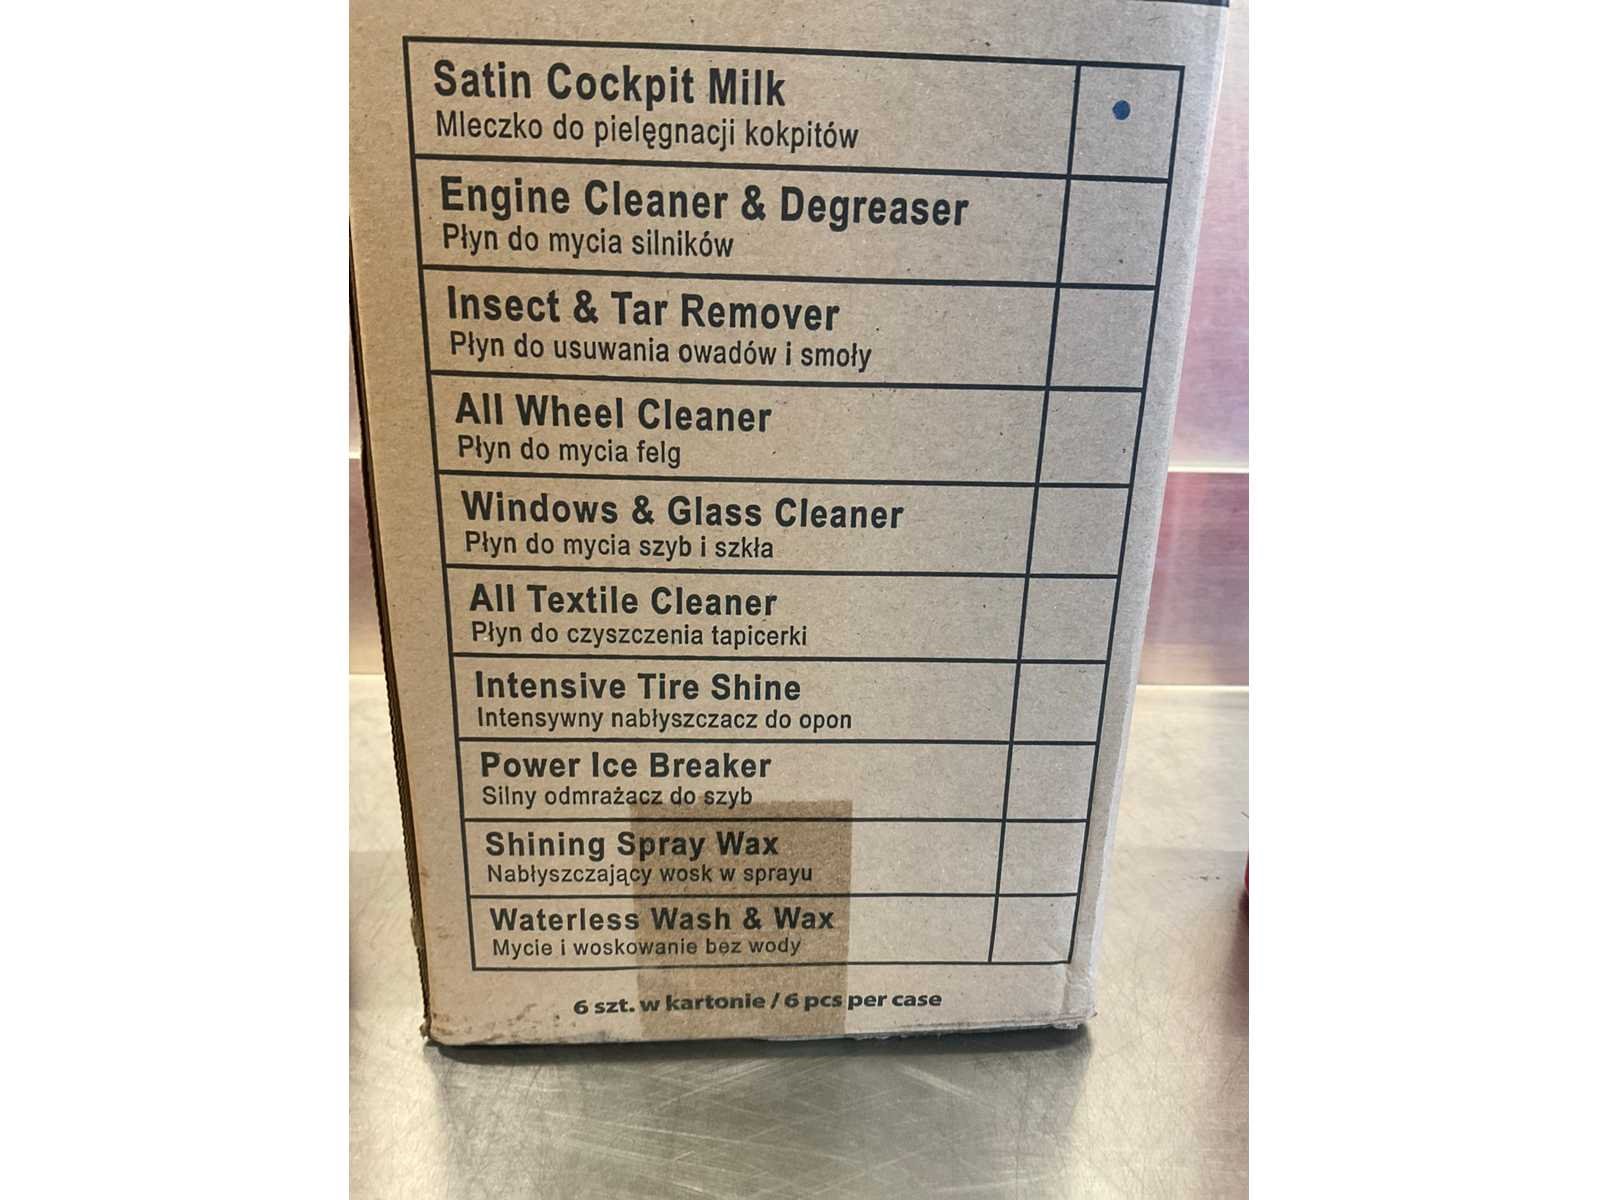 Satin Cockpit Milk
Mleczko do pielęgnacji kokpitów
Engine Cleaner & Degreaser
Płyn do mycia silników
Insect & Tar Remover
Płyn do usuwania owadów i smoły
All Wheel Cleaner
Płyn do mycia felg
Windows & Glass Cleaner
Płyn do mycia szyb i szkła
All Textile Cleaner
Płyn do czyszczenia tapicerki
Intensive Tire Shine
Intensywny nabłyszczacz do opon
Power Ice Breaker
Silny odmrażacz do szyb
Shining Spray Wax
Nabłyszczający wosk w sprayu
Waterless Wash & Wax
Mycie i woskowanie bez wody
6 szt. w kartonie / 6 pcs per case